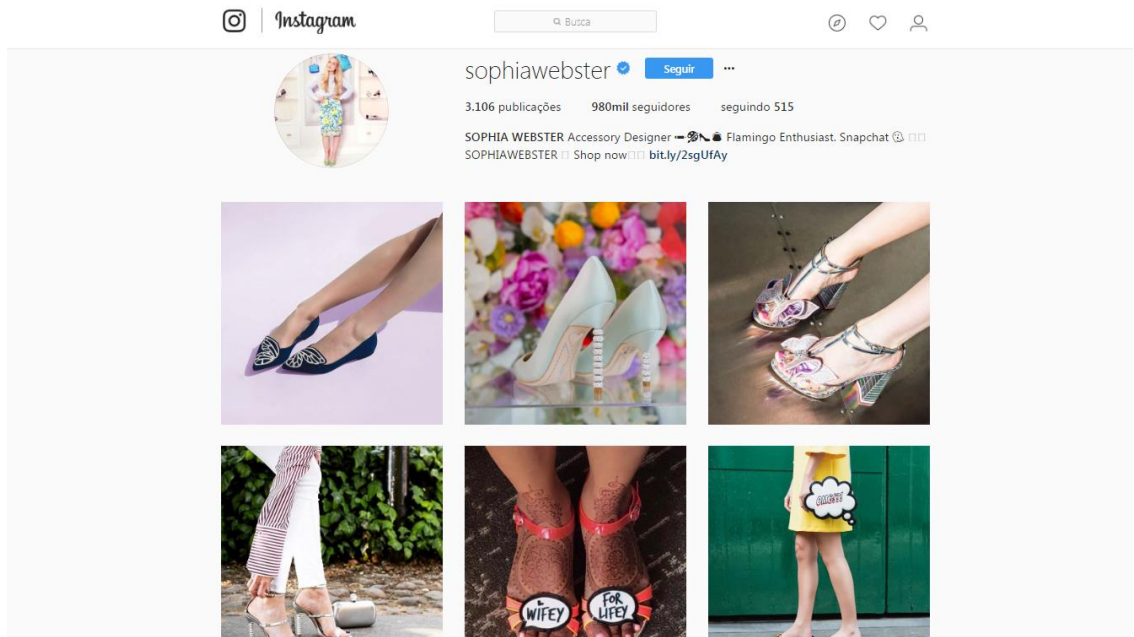 Instagram
Busca
sophiawebster Seguir
3.106 publicações 980mil seguidores seguindo 515
SOPHIA WEBSTER Accessory Designer Flamingo Enthusiast. Snapchat
SOPHIAWEBSTER Shop now bit.ly/2sgUfAy
WIFEY FOR LIFEY